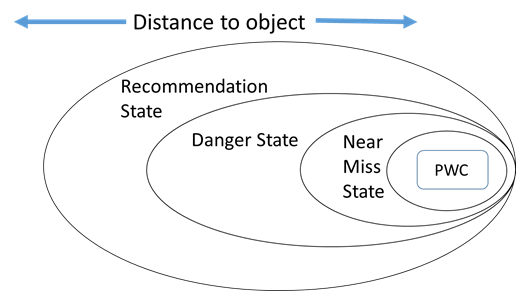 Distance to object
Recommendation
State
Danger State
Near
Miss
State
PWC